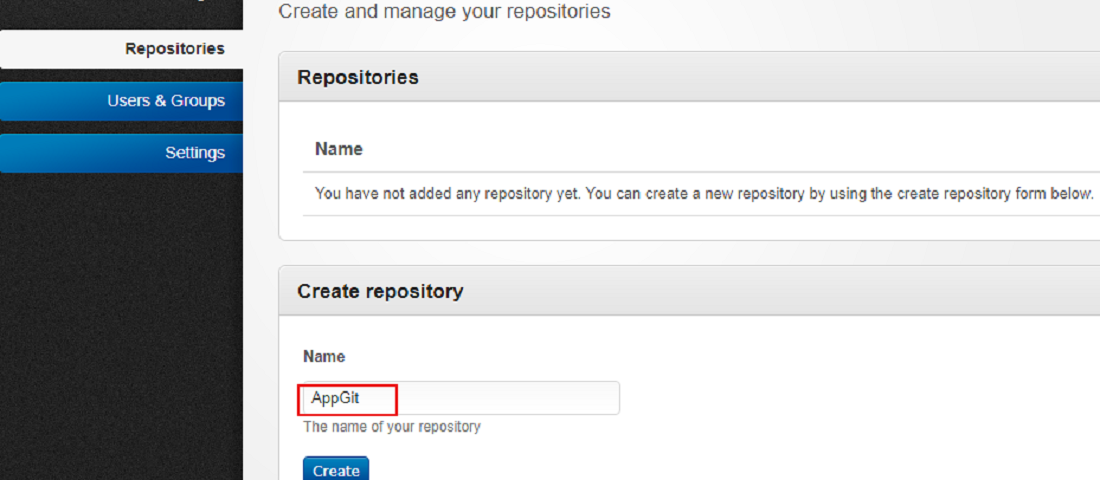 Create and manage your repositories
Repositories
Users & Groups
Settings
Repositories
Name
You have not added any repository yet. You can create a new repository by using the create repository form below.
Create repository
Name
AppGit
The name of your repository
Create